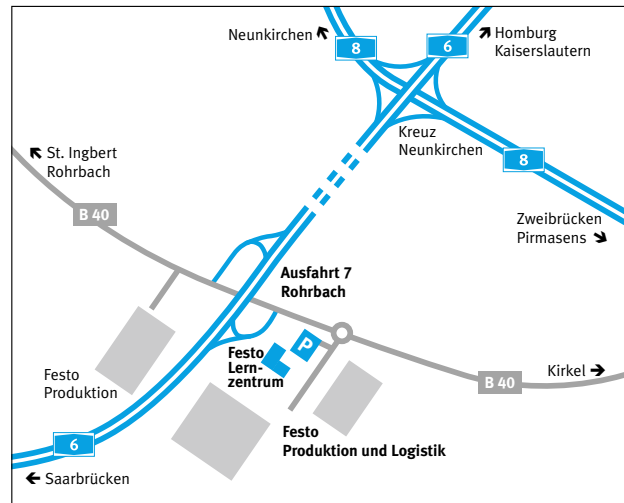 Neunkirchen
8
6
Homburg
Kaiserslautern
St. Ingbert
Rohrbach
Kreuz
Neunkirchen
8
B 40
Zweibrücken
Pirmasens
Ausfahrt 7
Rohrbach
Festo
Lern-
zentrum
P
Festo
Produktion
Kirkel
B 40
Festo
Produktion und Logistik
6
Saarbrücken